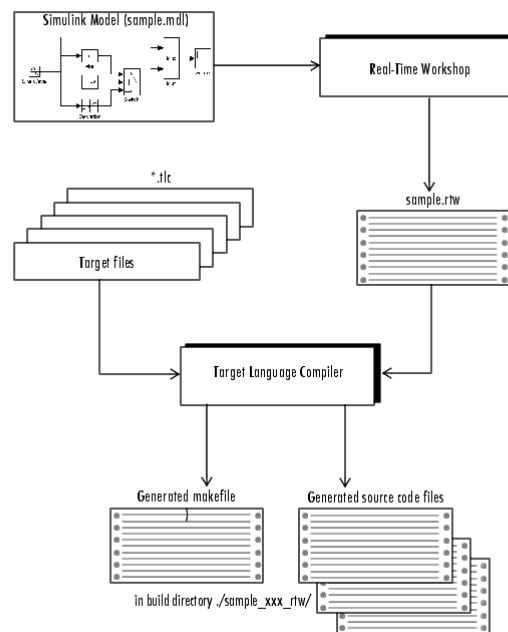 Simulink Model (sample.mdl)
Real-Time Workshop
*.tlc
sample.rtw
Target files
Target Language Compiler
Generated makefile
Generated source code files
in build directory ./sample_xxx_rtw/